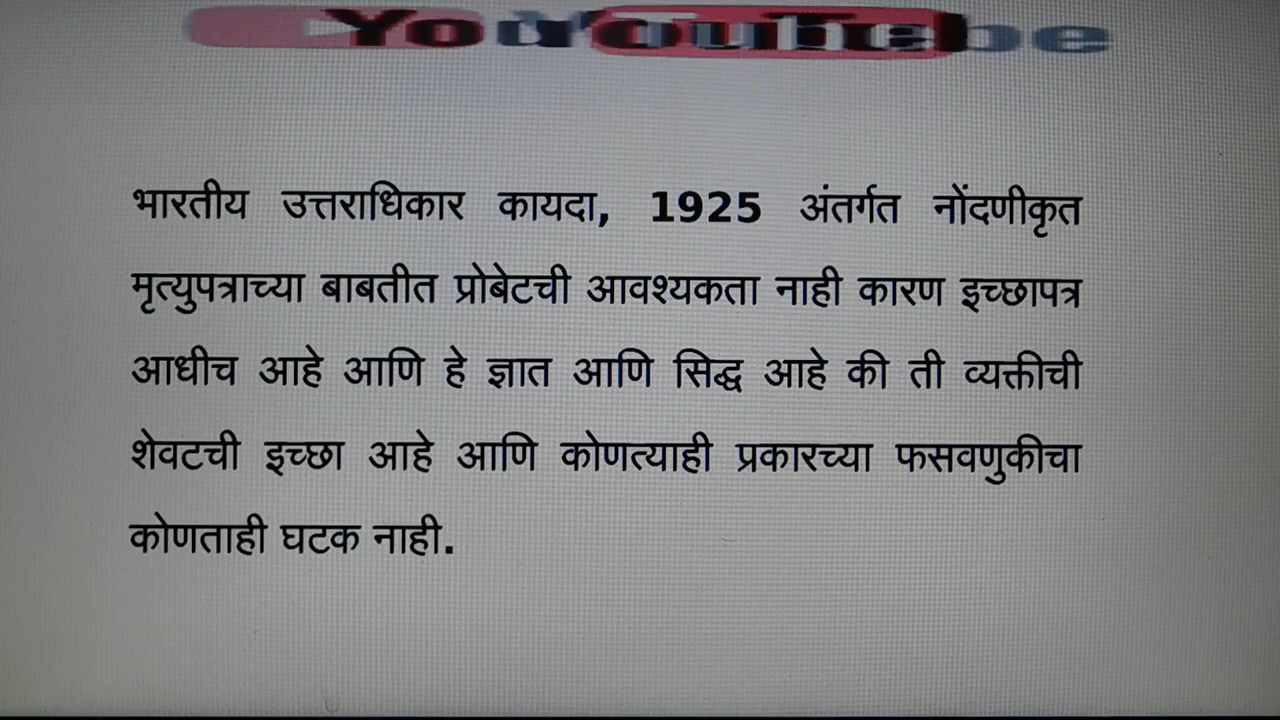 भारतीय उत्तराधिकार कायदा, 1925 अंतर्गत नोंदणीकृत
मृत्युपत्राच्या बाबतीत प्रोबेटची आवश्यकता नाही कारण इच्छापत्र
आधीच आहे आणि हे ज्ञात आणि सिद्ध आहे की ती व्यक्तीची
शेवटची इच्छा आहे आणि कोणत्याही प्रकारच्या फसवणुकीचा
कोणताही घटक नाही.